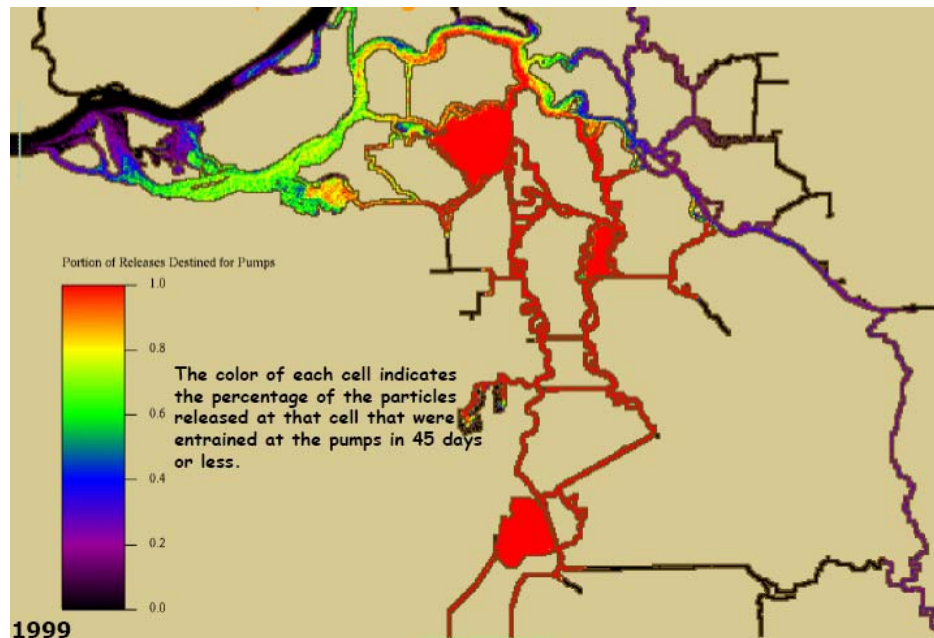 Portion of Releases Destined for Pumps
1.0
0.8
0.6
0.4
0.2
0.0
The color of each cell indicates
the percentage of the particles
released at that cell that were
entrained at the pumps in 45 days
or less.
1999